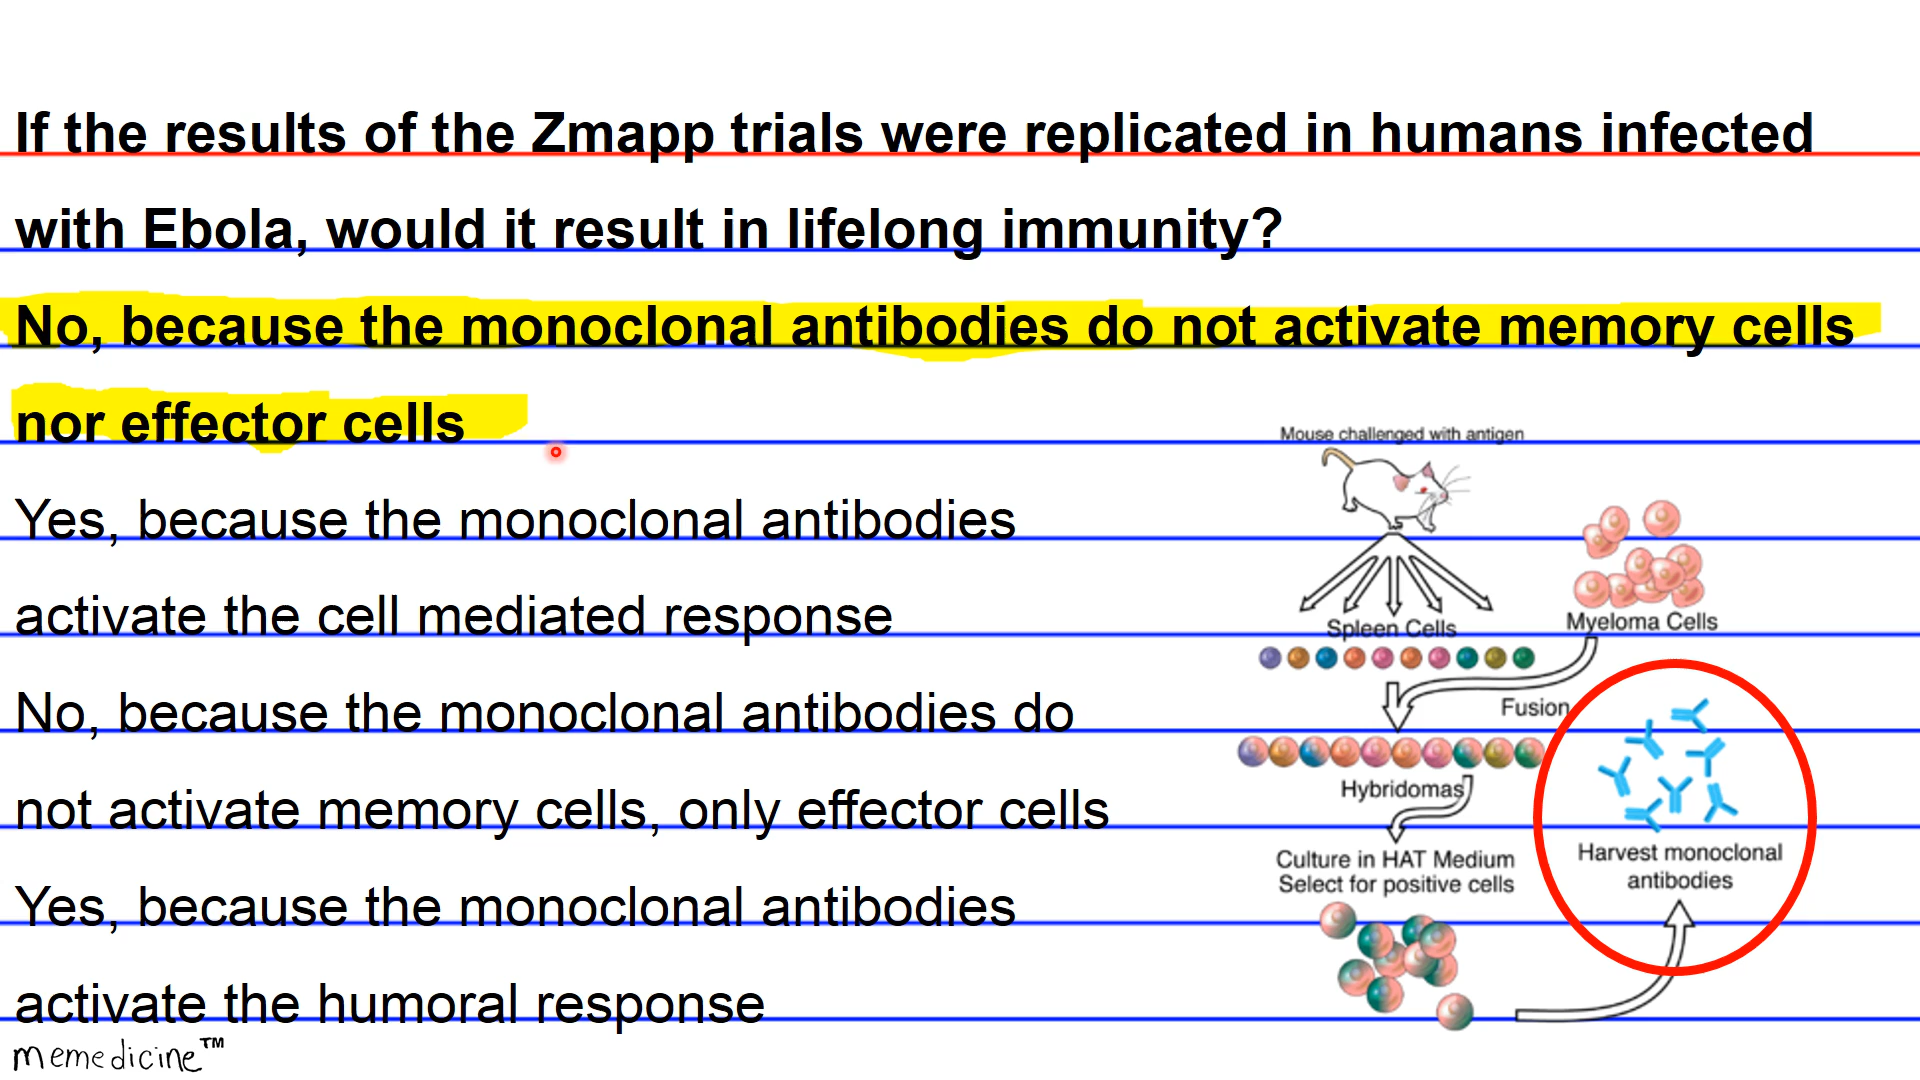 If the results of the Zmapp trials were replicated in humans infected
with Ebola, would it result in lifelong immunity?
No, because the monoclonal antibodies do not activate memory cells
nor effector cells
Yes, because the monoclonal antibodies
activate the cell mediated response
No, because the monoclonal antibodies do
not activate memory cells, only effector cells
Yes, because the monoclonal antibodies
activate the humoral response
memedicine™
Mouse challenged with antigen
Spleen Cells
Myeloma Cells
Fusion
Hybridomas
Culture in HAT Medium
Select for positive cells
Harvest monoclonal
antibodies